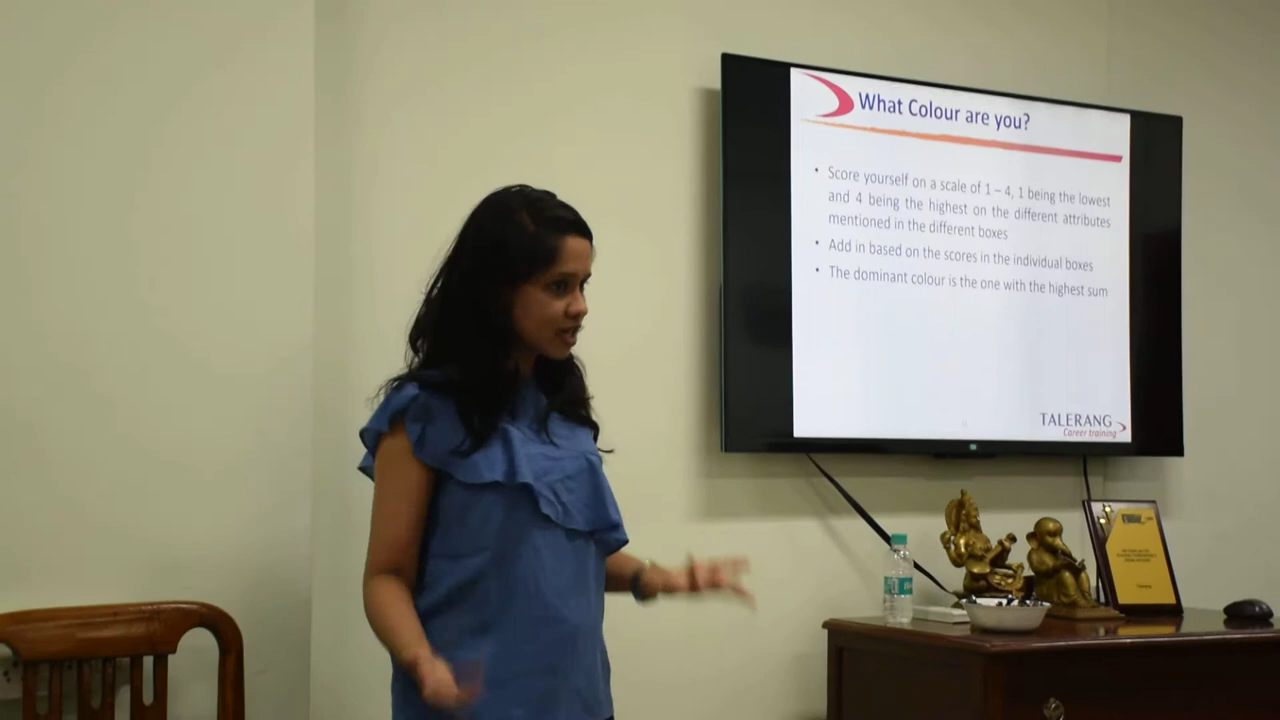 What Colour are you?
• Score yourself on a scale of 1 – 4, 1 being the lowest
and 4 being the highest on the different attributes
mentioned in the different boxes
• Add in based on the scores in the individual boxes
• The dominant colour is the one with the highest sum
TALERANG
Career training